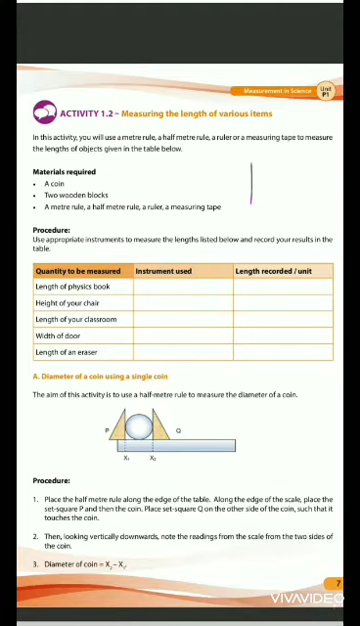 Measurement in Science
Unit
P1
ACTIVITY 1.2 – Measuring the length of various items
In this activity, you will use a metre rule, a half metre rule, a ruler or a measuring tape to measure
the lengths of objects given in the table below.
Materials required
• A coin
• Two wooden blocks
• A metre rule, a half metre rule, a ruler, a measuring tape
Procedure:
Use appropriate instruments to measure the lengths listed below and record your results in the
table.
Quantity to be measured Instrument used Length recorded / unit
Length of physics book
Height of your chair
Length of your classroom
Width of door
Length of an eraser
A. Diameter of a coin using a single coin
The aim of this activity is to use a half-metre rule to measure the diameter of a coin.
P Q
X₁ X₂
Procedure:
1. Place the half metre rule along the edge of the table. Along the edge of the scale, place the
set-square P and then the coin. Place set-square Q on the other side of the coin, such that it
touches the coin.
2. Then, looking vertically downwards, note the readings from the scale from the two sides of
the coin.
3. Diameter of coin = X₂ – X₁.
7
VIVAVIDEO